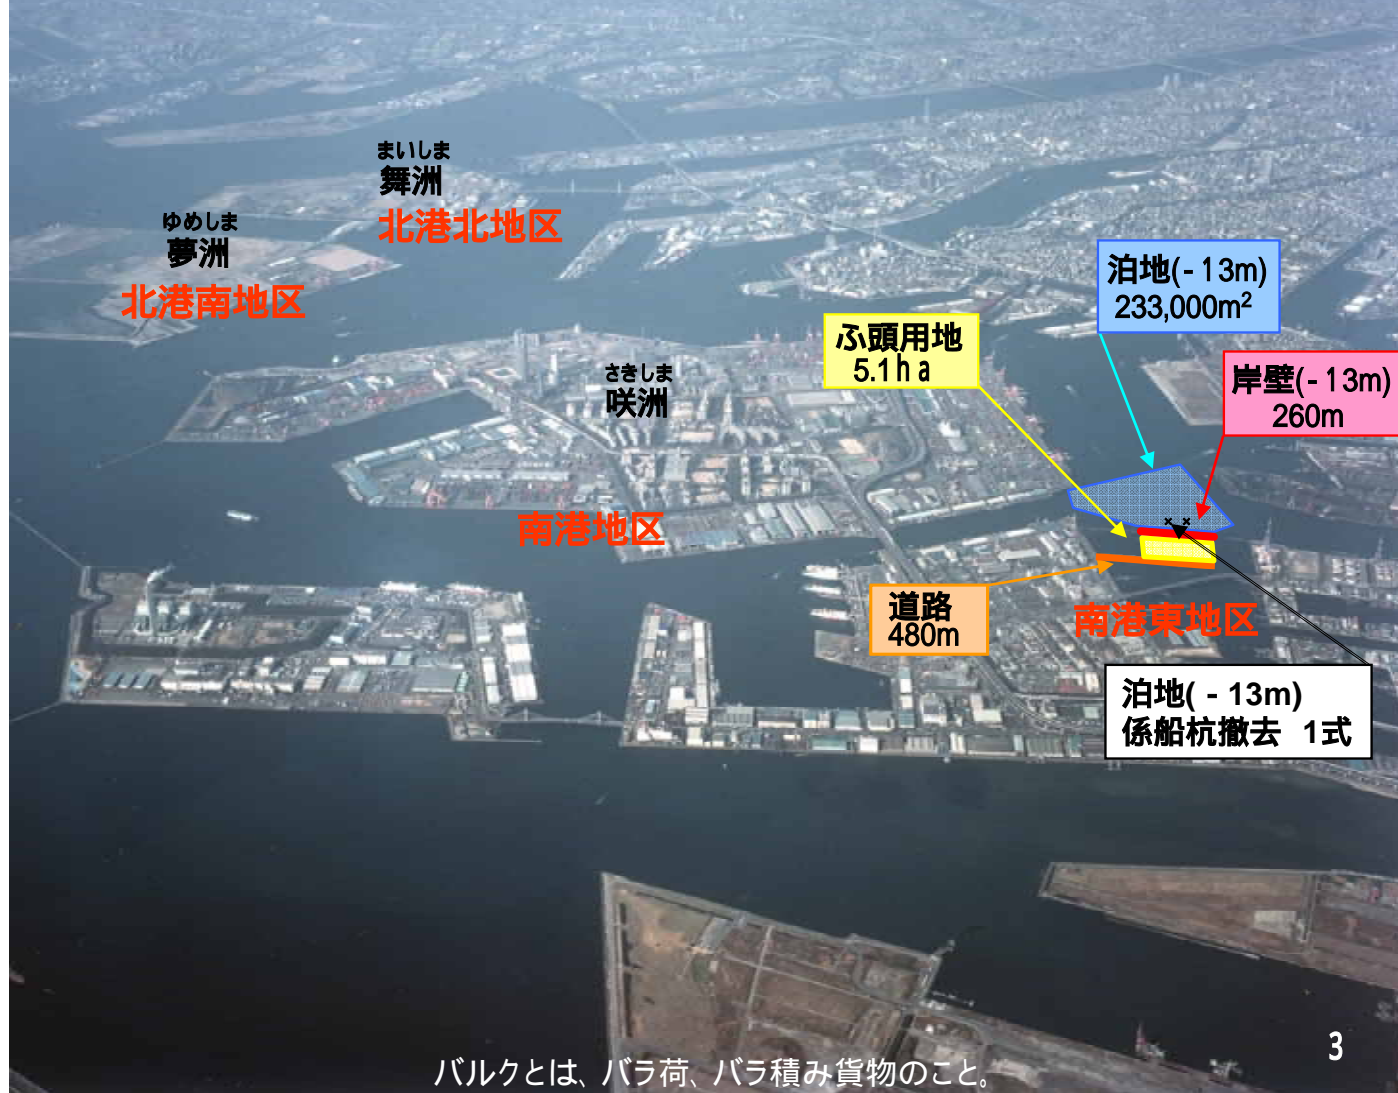 まいしま
舞洲
北港北地区
ゆめしま
夢洲
北港南地区
泊地(-13m)
233,000m²
ふ頭用地
5.1ha
岸壁(-13m)
260m
さきしま
咲洲
南港地区
道路
480m
南港東地区
泊地(-13m)
係船杭撤去 1式
バルクとは、バラ荷、バラ積み貨物のこと。
3